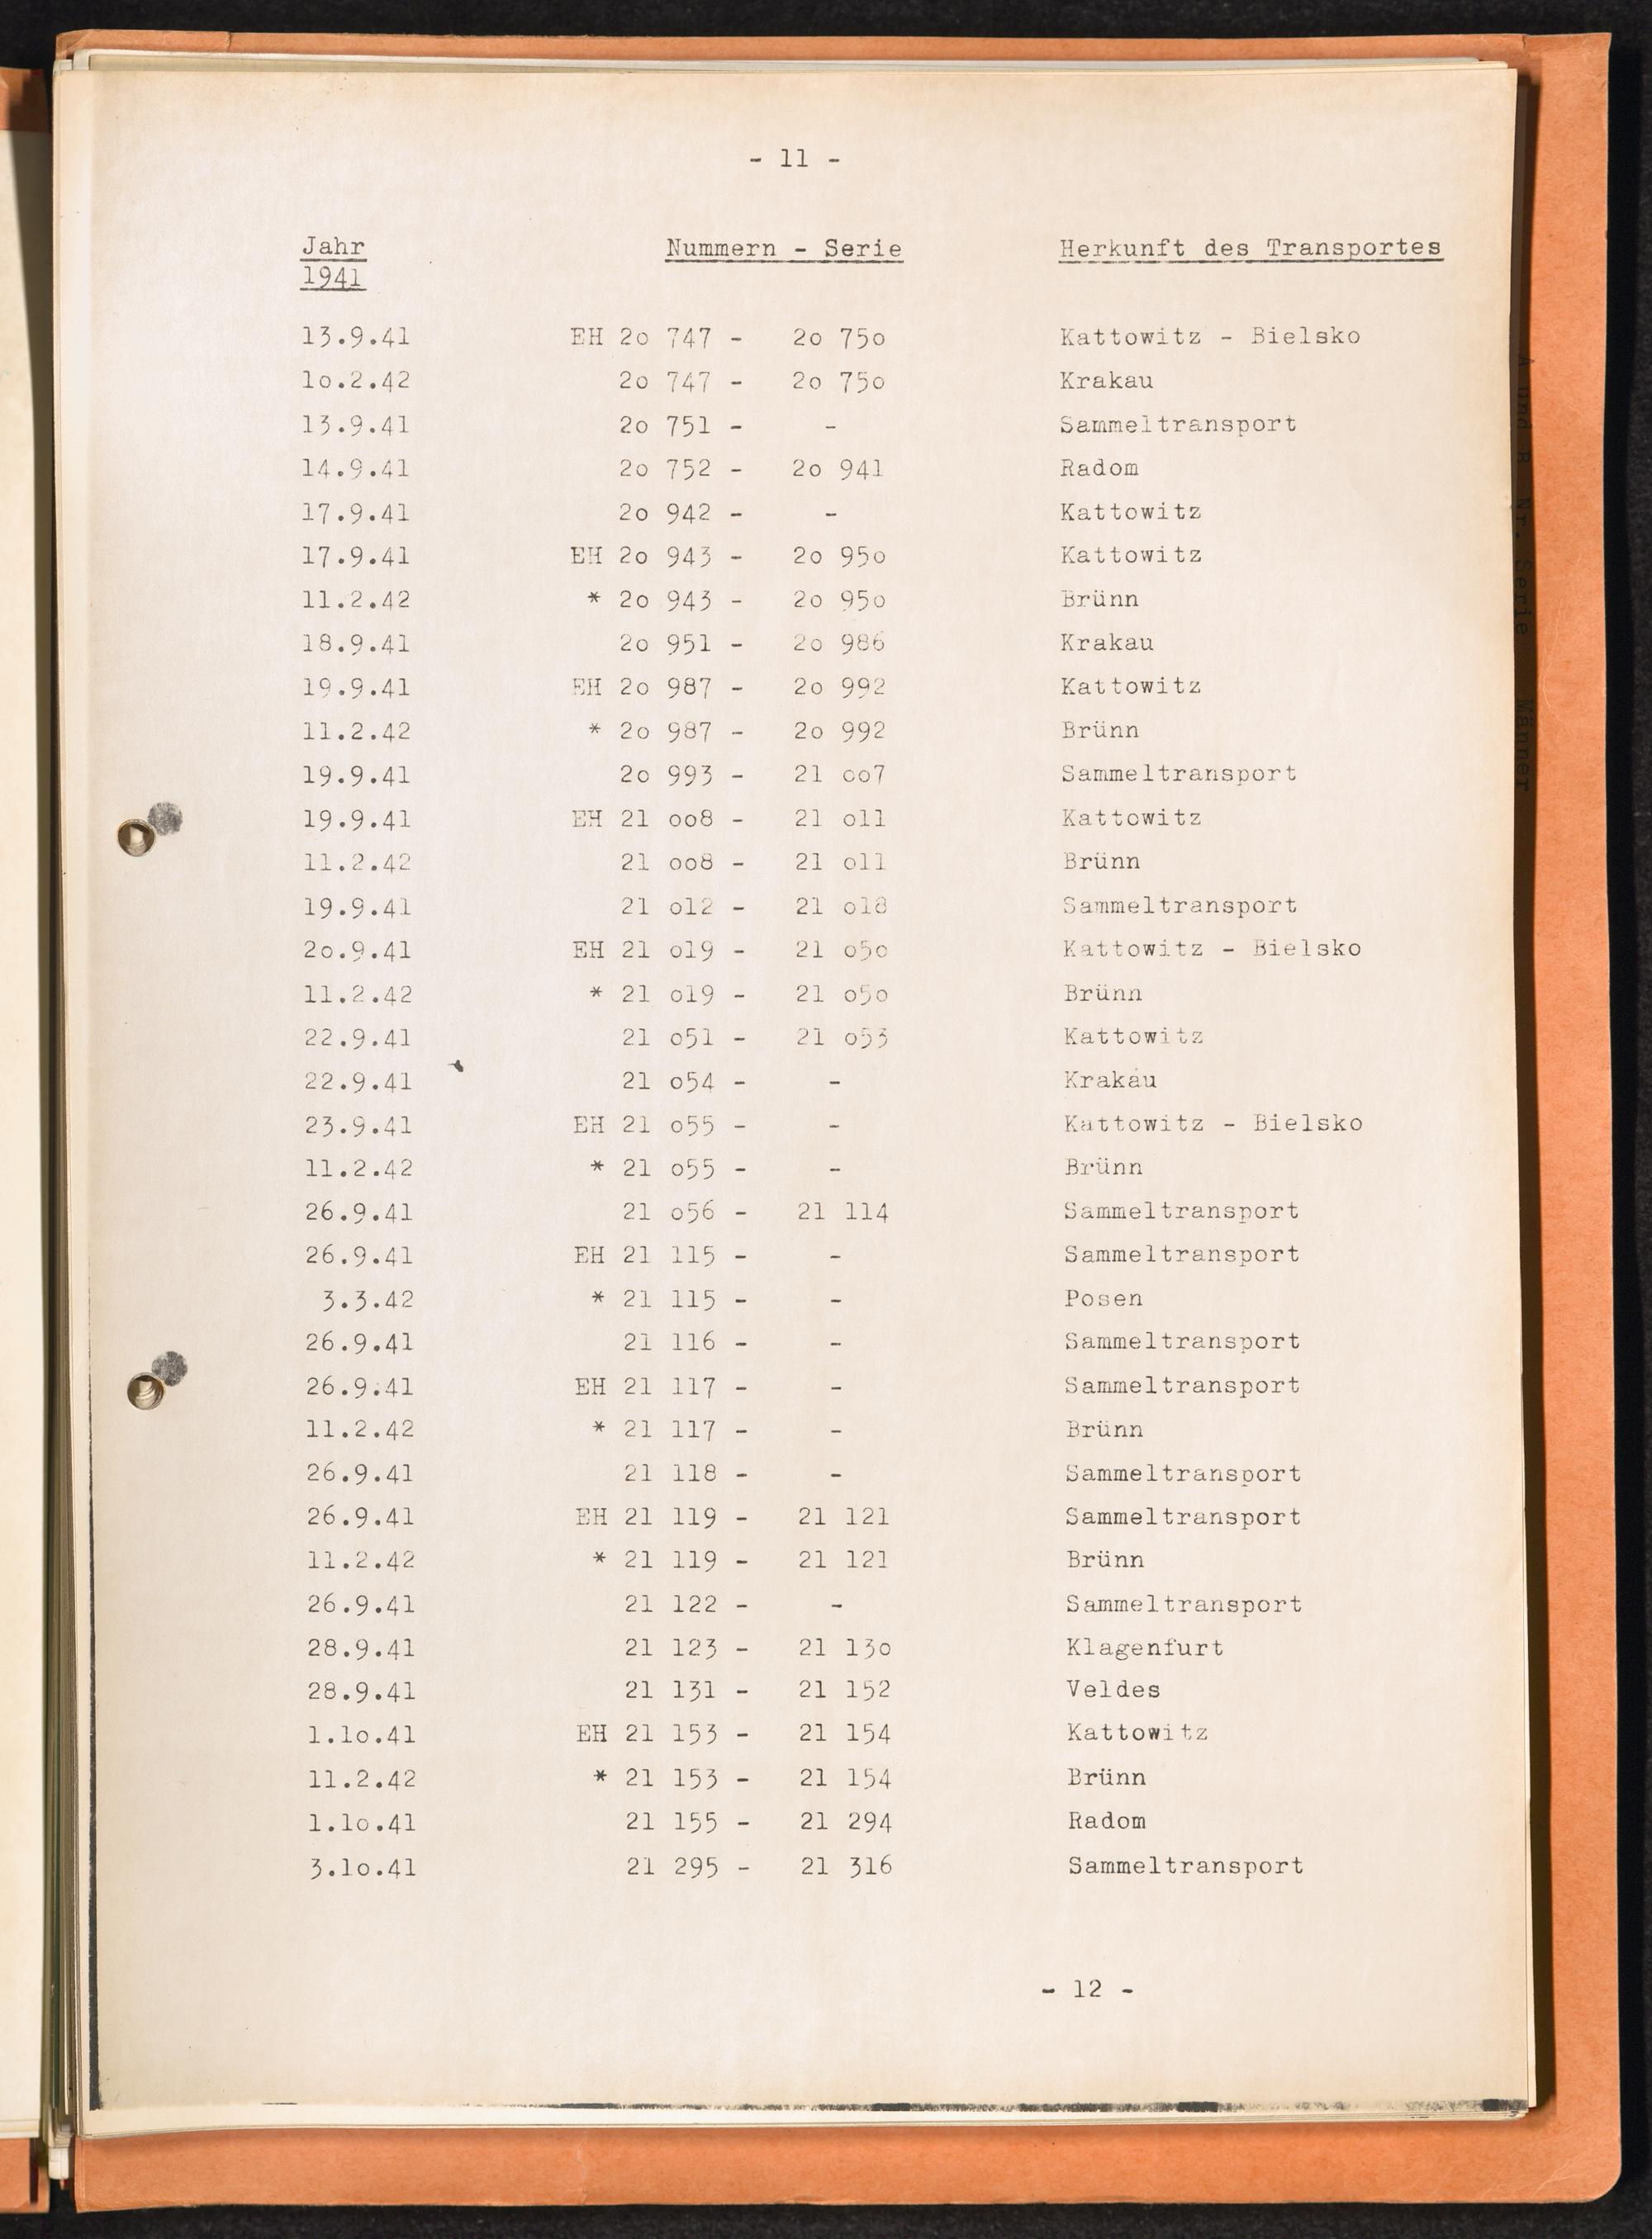 - 11 -
Jahr Nummern - Serie Herkunft des Transportes
1941
13.9.41 EH 2o 747 - 2o 75o Kattowitz - Bielsko
1o.2.42 2o 747 - 2o 75o Krakau
13.9.41 2o 751 - - Sammeltransport
14.9.41 2o 752 - 2o 941 Radom
17.9.41 2o 942 - - Kattowitz
17.9.41 EH 2o 943 - 2o 95o Kattowitz
11.2.42 * 2o 943 - 2o 95o Brünn
18.9.41 2o 951 - 2o 986 Krakau
19.9.41 EH 2o 987 - 2o 992 Kattowitz
11.2.42 * 2o 987 - 2o 992 Brünn
19.9.41 2o 993 - 21 oo7 Sammeltransport
19.9.41 EH 21 oo8 - 21 o11 Kattowitz
11.2.42 21 oo8 - 21 o11 Brünn
19.9.41 21 o12 - 21 o18 Sammeltransport
2o.9.41 EH 21 o19 - 21 o5o Kattowitz - Bielsko
11.2.42 * 21 o19 - 21 o5o Brünn
22.9.41 21 o51 - 21 o53 Kattowitz
22.9.41 21 o54 - - Krakau
23.9.41 EH 21 o55 - - Kattowitz - Bielsko
11.2.42 * 21 o55 - - Brünn
26.9.41 21 o56 - 21 114 Sammeltransport
26.9.41 EH 21 115 - - Sammeltransport
3.3.42 * 21 115 - - Posen
26.9.41 21 116 - - Sammeltransport
26.9.41 EH 21 117 - - Sammeltransport
11.2.42 * 21 117 - - Brünn
26.9.41 21 118 - - Sammeltransport
26.9.41 EH 21 119 - 21 121 Sammeltransport
11.2.42 * 21 119 - 21 121 Brünn
26.9.41 21 122 - - Sammeltransport
28.9.41 21 123 - 21 13o Klagenfurt
28.9.41 21 131 - 21 152 Veldes
1.1o.41 EH 21 153 - 21 154 Kattowitz
11.2.42 * 21 153 - 21 154 Brünn
1.1o.41 21 155 - 21 294 Radom
3.1o.41 21 295 - 21 316 Sammeltransport
- 12 -
A und R Nr. Serie Männer